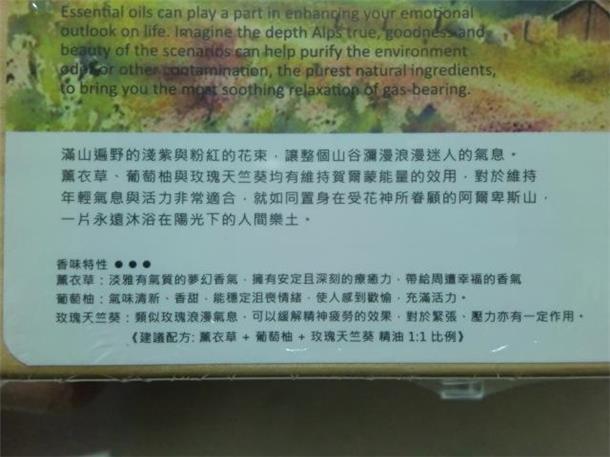 Essential oils can play a part in enhancing your emotional
outlook on life. Imagine the depth Alps true, goodness and
beauty of the scenarios can help purify the environment
odor or other contamination, the purest natural ingredients,
to bring you the most soothing relaxation of gas-bearing.
滿山遍野的淺紫與粉紅的花束，讓整個山谷瀰漫浪漫迷人的氣息。
薰衣草、葡萄柚與玫瑰天竺葵均有維持賀爾蒙能量的效用，對於維持
年輕氣息與活力非常適合，就如同置身在受花神所眷顧的阿爾卑斯山，
一片永遠沐浴在陽光下的人間樂土。
香味特性 ●●●
薰衣草：淡雅有氣質的夢幻香氣，擁有安定且深刻的療癒力，帶給周遭幸福的香氣
葡萄柚：氣味清新、香甜，能穩定沮喪情緒，使人感到歡愉，充滿活力。
玫瑰天竺葵：類似玫瑰浪漫氣息，可以緩解精神疲勞的效果，對於緊張、壓力亦有一定作用。
《建議配方: 薰衣草 + 葡萄柚 + 玫瑰天竺葵 精油 1:1 比例》